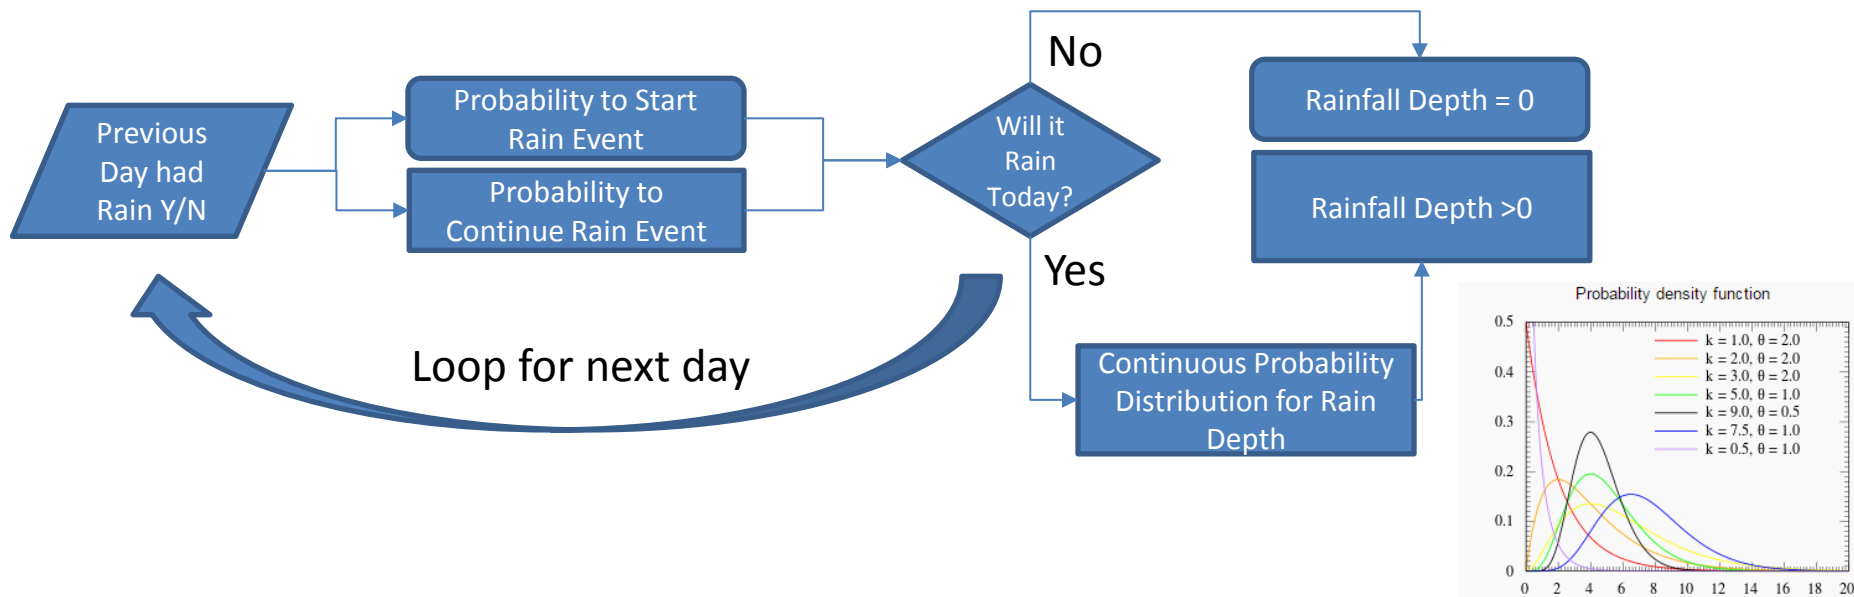 Previous
Day had
Rain Y/N
Probability to Start
Rain Event
Probability to
Continue Rain Event
Will it
Rain
Today?
No
Yes
Rainfall Depth = 0
Rainfall Depth >0
Loop for next day
Continuous Probability
Distribution for Rain
Depth
Probability density function
0.5
0.4
0.3
0.2
0.1
0
k = 1.0, θ = 2.0
k = 2.0, θ = 2.0
k = 3.0, θ = 2.0
k = 5.0, θ = 1.0
k = 9.0, θ = 0.5
k = 7.5, θ = 1.0
k = 0.5, θ = 1.0
0 2 4 6 8 10 12 14 16 18 20